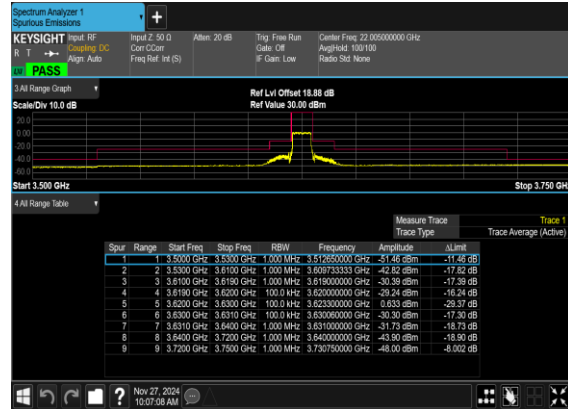 Spectrum Analyzer 1
Spurious Emissions
KEYSIGHT Input: RF Input Z: 50 Ω Atten: 20 dB Trig: Free Run Center Freq: 22.005000000 GHz
R T Coupling: DC Corr CCorr Gate: Off Avg|Hold: 100/100
Align: Auto Freq Ref: Int (S) IF Gain: Low Radio Std: None
PASS
3 All Range Graph Ref Lvl Offset 18.88 dB
Scale/Div 10.0 dB Ref Value 30.00 dBm
20.0
0.00
-20.0
-40.0
-60.0
Start 3.500 GHz Stop 3.750 GH
4 All Range Table
Measure Trace Trace 1
Trace Type Trace Average (Active)
Spur Range Start Freq Stop Freq RBW Frequency Amplitude ΔLimit
1 1 3.5000 GHz 3.5300 GHz 1.000 MHz 3.512650000 GHz -51.46 dBm -11.46 dB
2 2 3.5300 GHz 3.6100 GHz 1.000 MHz 3.609733333 GHz -42.82 dBm -17.82 dB
3 3 3.6100 GHz 3.6190 GHz 1.000 MHz 3.619000000 GHz -30.39 dBm -17.39 dB
4 4 3.6190 GHz 3.6200 GHz 100.0 kHz 3.620000000 GHz -29.24 dBm -16.24 dB
5 5 3.6200 GHz 3.6300 GHz 100.0 kHz 3.623300000 GHz 0.633 dBm -29.37 dB
6 6 3.6300 GHz 3.6310 GHz 100.0 kHz 3.630060000 GHz -30.30 dBm -17.30 dB
7 7 3.6310 GHz 3.6400 GHz 1.000 MHz 3.631000000 GHz -31.73 dBm -18.73 dB
8 8 3.6400 GHz 3.7200 GHz 1.000 MHz 3.640000000 GHz -43.90 dBm -18.90 dB
9 9 3.7200 GHz 3.7500 GHz 1.000 MHz 3.730750000 GHz -48.00 dBm -8.002 dB
? Nov 27, 2024
10:07:08 AM